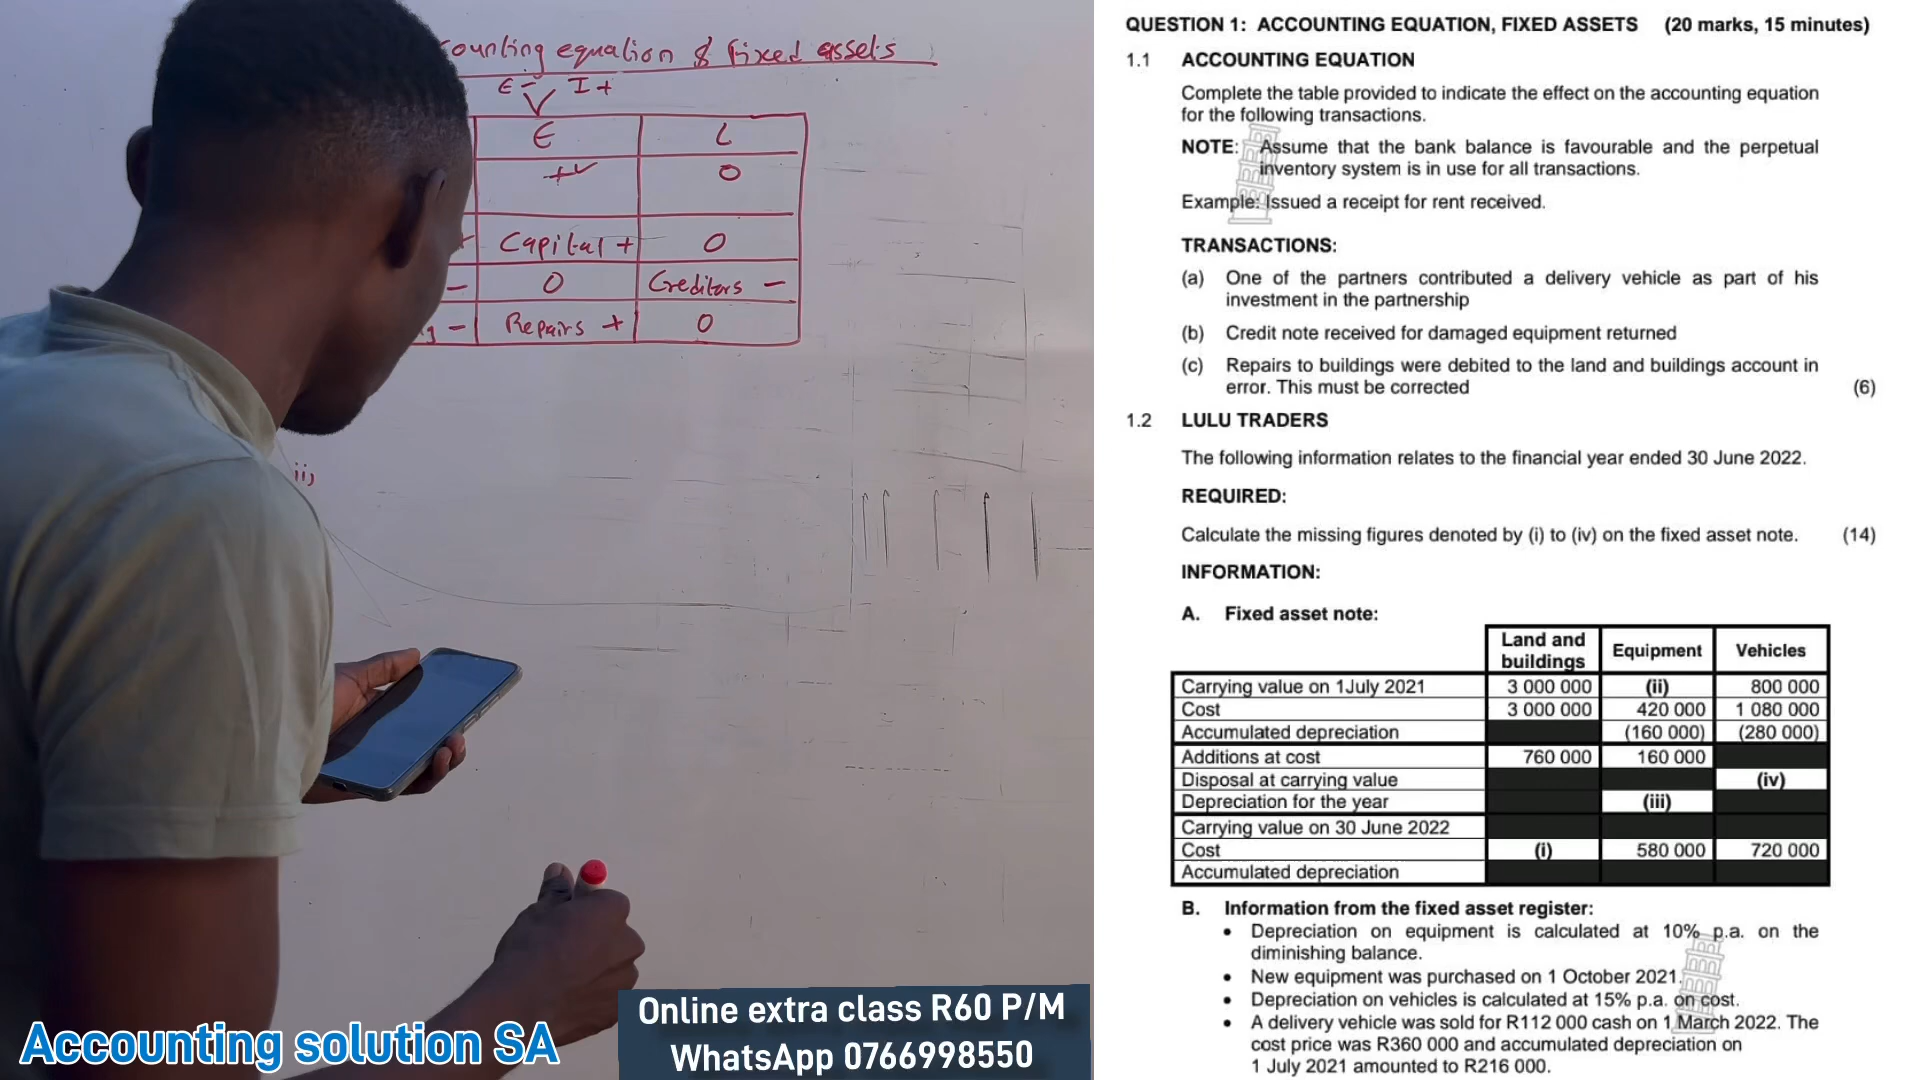 counting equation & fixed assets
E - I +
E L
+ 0
Capital + 0
- 0 Creditors -
- Repairs + 0
ii)
Accounting solution SA
Online extra class R60 P/M
WhatsApp 0766998550
QUESTION 1: ACCOUNTING EQUATION, FIXED ASSETS (20 marks, 15 minutes)
1.1 ACCOUNTING EQUATION
Complete the table provided to indicate the effect on the accounting equation
for the following transactions.
NOTE: Assume that the bank balance is favourable and the perpetual
inventory system is in use for all transactions.
Example: Issued a receipt for rent received.
TRANSACTIONS:
(a) One of the partners contributed a delivery vehicle as part of his
investment in the partnership
(b) Credit note received for damaged equipment returned
(c) Repairs to buildings were debited to the land and buildings account in
error. This must be corrected (6)
1.2 LULU TRADERS
The following information relates to the financial year ended 30 June 2022.
REQUIRED:
Calculate the missing figures denoted by (i) to (iv) on the fixed asset note. (14)
INFORMATION:
A. Fixed asset note:
Land and
buildings Equipment Vehicles
Carrying value on 1July 2021 3 000 000 (ii) 800 000
Cost 3 000 000 420 000 1 080 000
Accumulated depreciation (160 000) (280 000)
Additions at cost 760 000 160 000
Disposal at carrying value (iv)
Depreciation for the year (iii)
Carrying value on 30 June 2022
Cost (i) 580 000 720 000
Accumulated depreciation
B. Information from the fixed asset register:
• Depreciation on equipment is calculated at 10% p.a. on the
diminishing balance.
• New equipment was purchased on 1 October 2021.
• Depreciation on vehicles is calculated at 15% p.a. on cost.
• A delivery vehicle was sold for R112 000 cash on 1 March 2022. The
cost price was R360 000 and accumulated depreciation on
1 July 2021 amounted to R216 000.